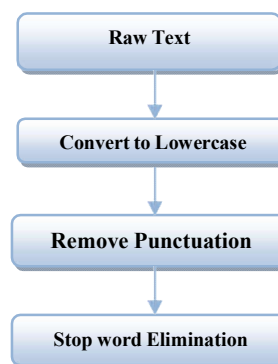 Raw Text
Convert to Lowercase
Remove Punctuation
Stop word Elimination